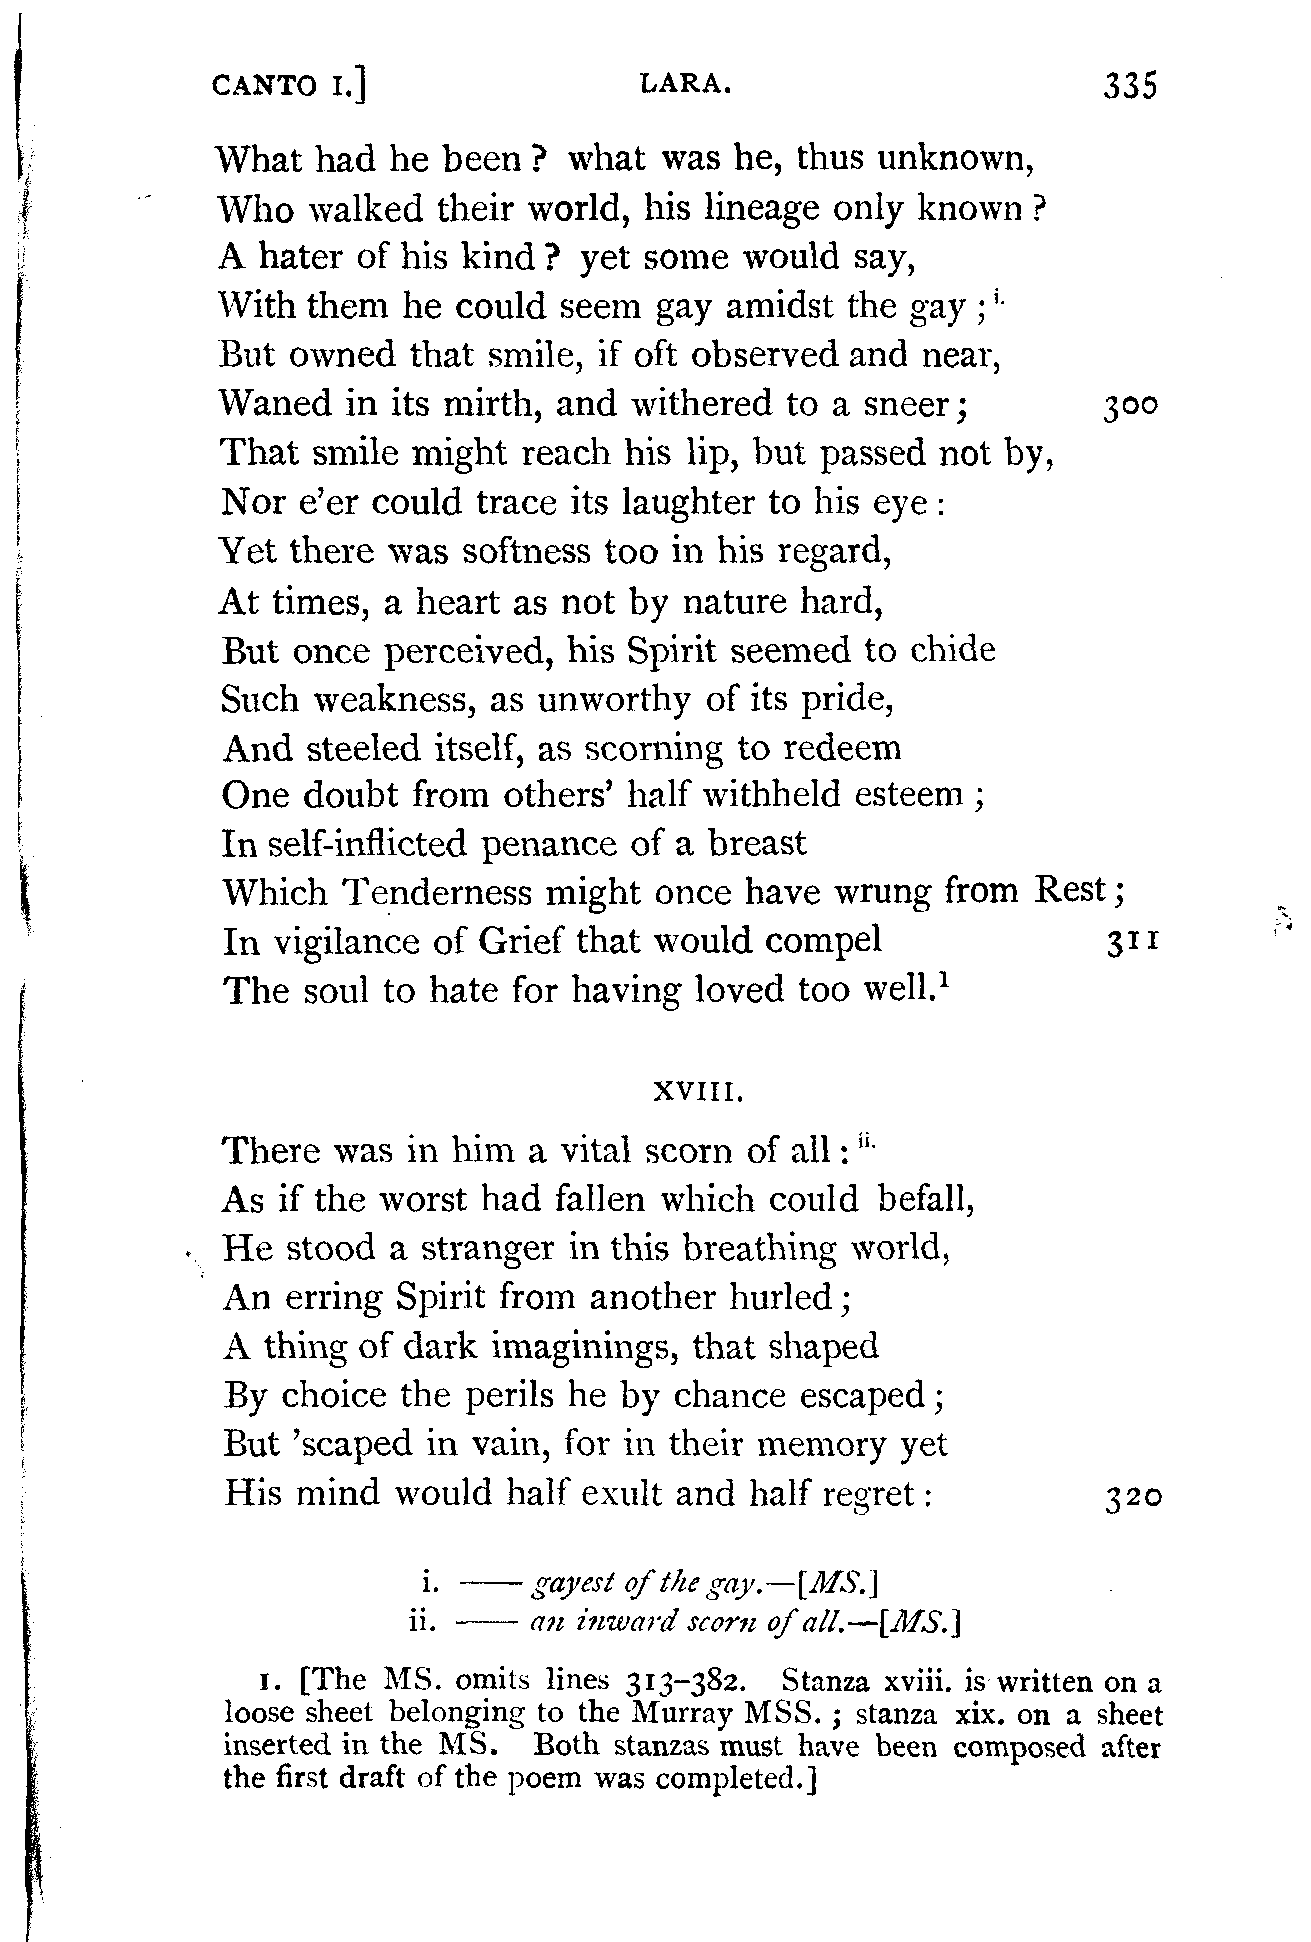 CANTO I.] LARA. 335
What had he been? what was he, thus unknown,
Who walked their world, his lineage only known?
A hater of his kind? yet some would say,
With them he could seem gay amidst the gay; i.
But owned that smile, if oft observed and near,
Waned in its mirth, and withered to a sneer; 300
That smile might reach his lip, but passed not by,
Nor e'er could trace its laughter to his eye:
Yet there was softness too in his regard,
At times, a heart as not by nature hard,
But once perceived, his Spirit seemed to chide
Such weakness, as unworthy of its pride,
And steeled itself, as scorning to redeem
One doubt from others' half withheld esteem;
In self-inflicted penance of a breast
Which Tenderness might once have wrung from Rest;
In vigilance of Grief that would compel 311
The soul to hate for having loved too well.1
XVIII.
There was in him a vital scorn of all: ii.
As if the worst had fallen which could befall,
He stood a stranger in this breathing world,
An erring Spirit from another hurled;
A thing of dark imaginings, that shaped
By choice the perils he by chance escaped;
But 'scaped in vain, for in their memory yet
His mind would half exult and half regret: 320
i. —— gayest of the gay.—[MS.]
ii. —— an inward scorn of all.—[MS.]
1. [The MS. omits lines 313-382. Stanza xviii. is written on a
loose sheet belonging to the Murray MSS.; stanza xix. on a sheet
inserted in the MS. Both stanzas must have been composed after
the first draft of the poem was completed.]